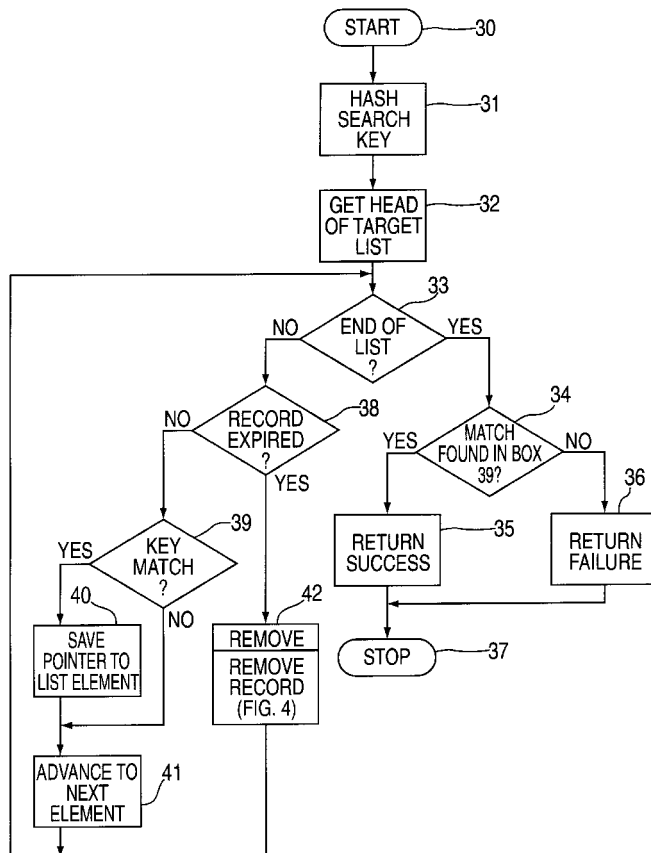 START
30
HASH
SEARCH
KEY
31
GET HEAD
OF TARGET
LIST
32
33
NO
END OF
LIST
?
YES
NO
RECORD
EXPIRED
?
38
YES
34
YES
MATCH
FOUND IN BOX
39?
NO
36
39
YES
KEY
MATCH
?
NO
RETURN
SUCCESS
35
RETURN
FAILURE
40
SAVE
POINTER TO
LIST ELEMENT
42
REMOVE
REMOVE
RECORD
(FIG. 4)
STOP
37
ADVANCE TO
NEXT
ELEMENT
41